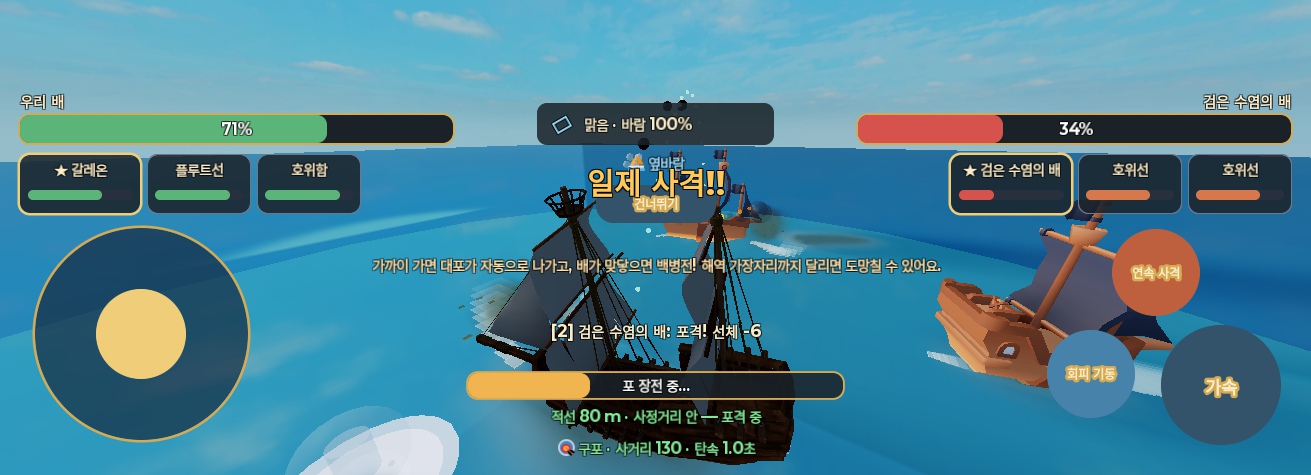 우리 배
검은 수염의 배
71%
맑음 · 바람 100%
34%
★ 갈레온
플루트선
호위함
옆바람
★ 검은 수염의 배
호위선
호위선
일제 사격!!
건너뛰기
가까이 가면 대포가 자동으로 나가고, 배가 맞닿으면 백병전! 해역 가장자리까지 달리면 도망칠 수 있어요.
연속 사격
[2] 검은 수염의 배: 포격! 선체 -6
회피 기동
가속
포 장전 중...
적선 80 m · 사정거리 안 — 포격 중
구포 · 사거리 130 · 탄속 1.0초